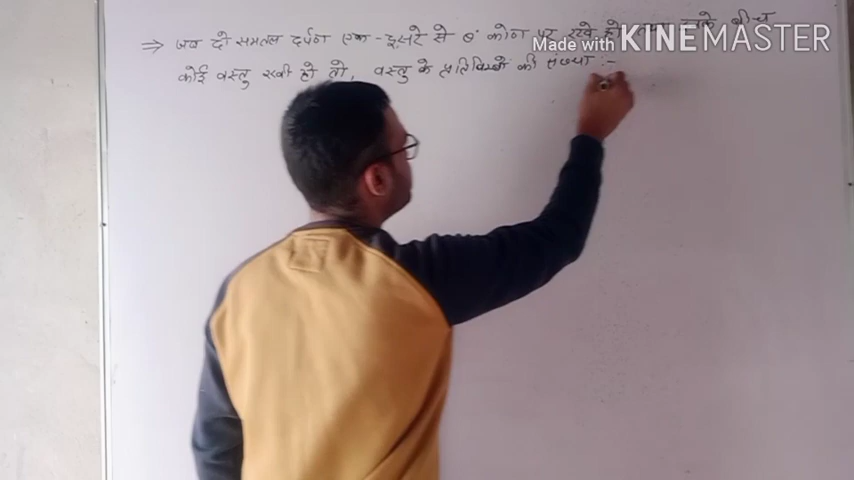 ⇒ जब दो समतल दर्पण एक-दूसरे से θ° कोण पर रखे हो बीच
कोई वस्तु रखी हो तो, वस्तु के प्रतिबिम्बों की संख्या :-
Made with KINEMASTER